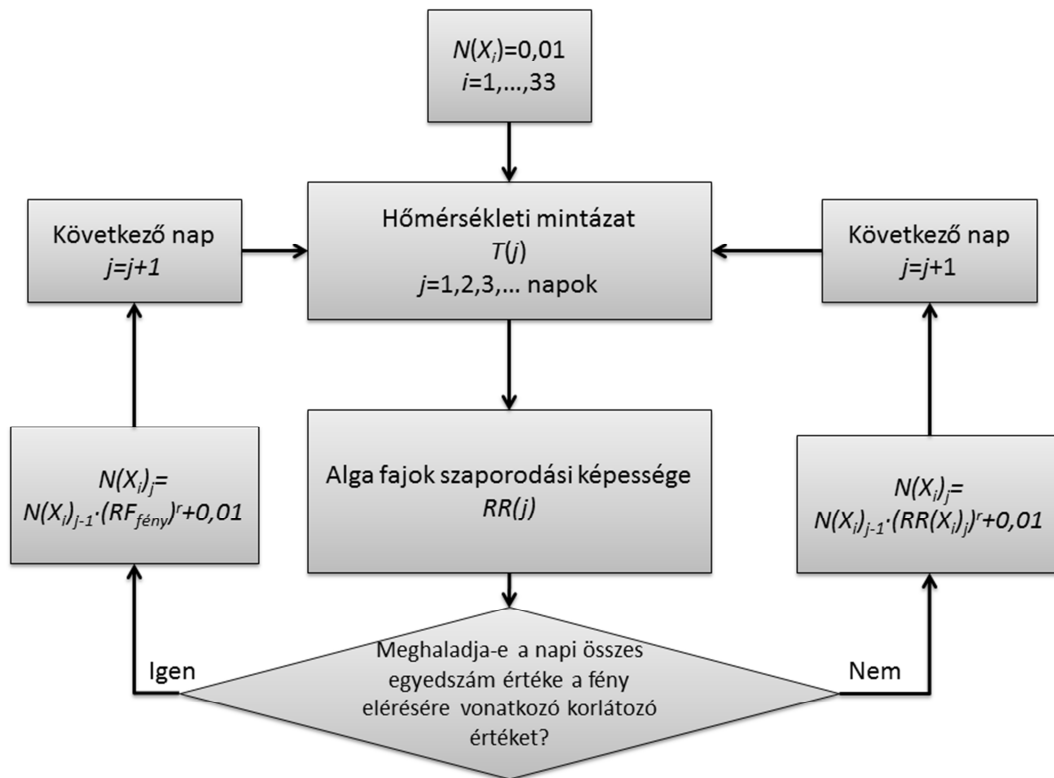 N(Xᵢ)=0,01
i=1,...,33
Hőmérsékleti mintázat
T(j)
j=1,2,3,... napok
Következő nap
j=j+1
Következő nap
j=j+1
Alga fajok szaporodási képessége
RR(j)
N(Xᵢ)ⱼ=
N(Xᵢ)ⱼ₋₁·(RF_fény)ʳ+0,01
N(Xᵢ)ⱼ=
N(Xᵢ)ⱼ₋₁·(RR(Xᵢ)ⱼ)ʳ+0,01
Igen
Meghaladja-e a napi összes
egyedszám értéke a fény
elérésére vonatkozó korlátozó
értéket?
Nem